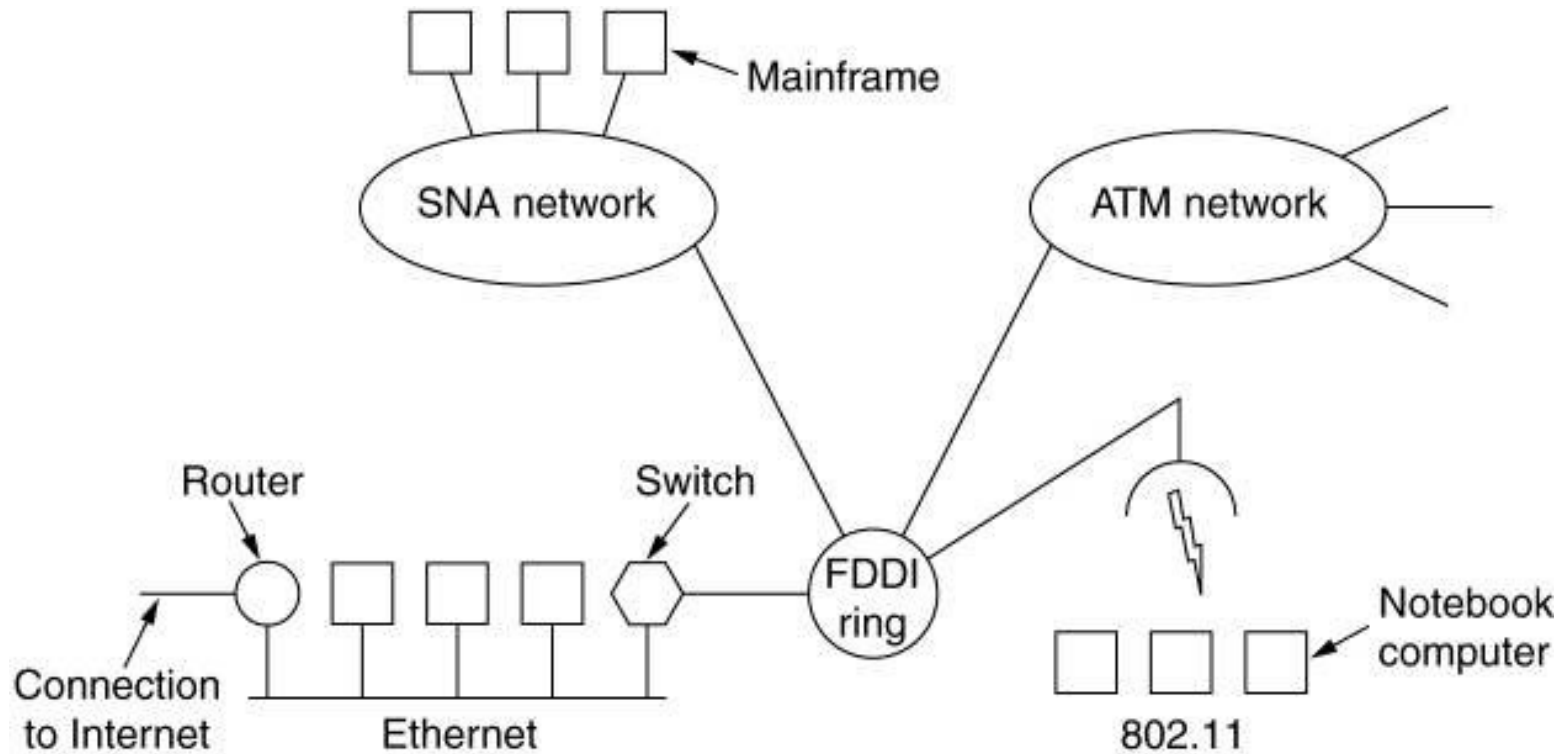 Mainframe
SNA network
ATM network
Router
Switch
FDDI
ring
Notebook
computer
Connection
to Internet
Ethernet
802.11